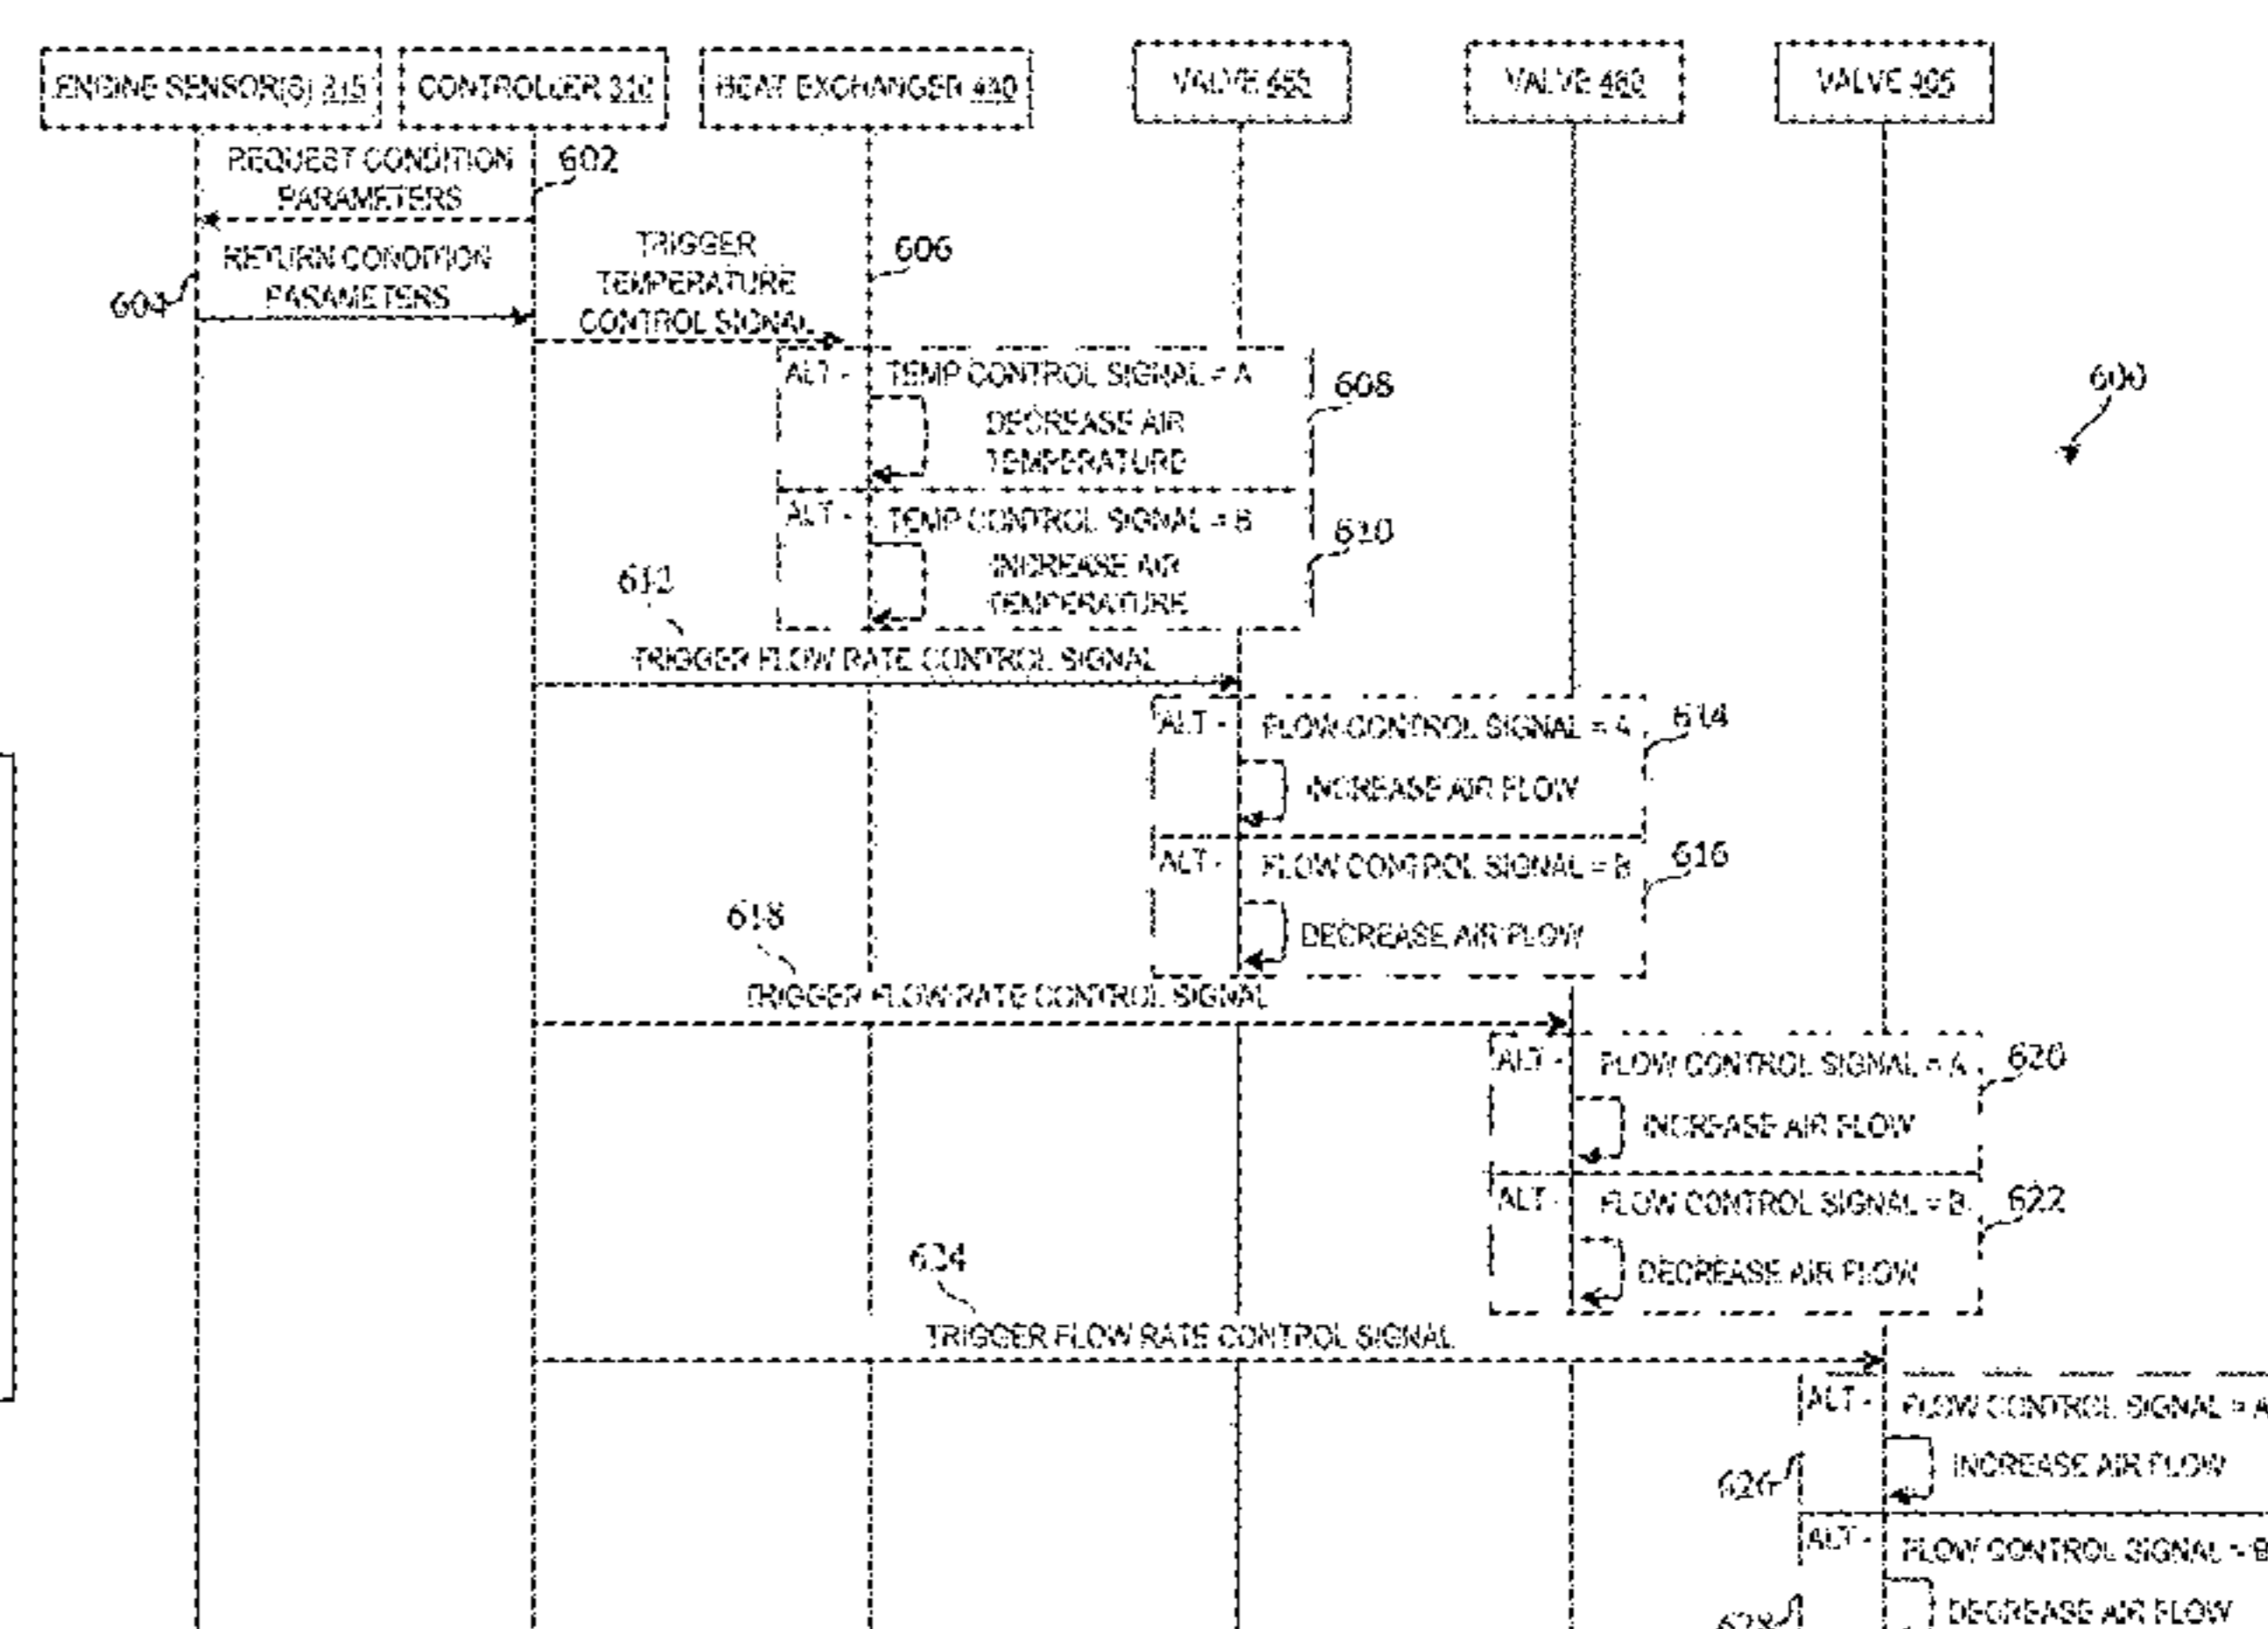 ENGINE SENSOR(S) 315
CONTROLLER 310
HEAT EXCHANGER
VALVE
VALVE
VALVE
REQUEST CONDITION
PARAMETERS
602
RETURN CONDITION
PARAMETERS
604
TRIGGER
TEMPERATURE
CONTROL SIGNAL
606
600
ALT - TEMP CONTROL SIGNAL = A
608
DECREASE AIR
TEMPERATURE
ALT - TEMP CONTROL SIGNAL = B
610
INCREASE AIR
TEMPERATURE
612
TRIGGER FLOW RATE CONTROL SIGNAL
ALT - FLOW CONTROL SIGNAL = A
614
INCREASE AIR FLOW
ALT - FLOW CONTROL SIGNAL = B
616
DECREASE AIR FLOW
618
TRIGGER FLOW RATE CONTROL SIGNAL
ALT - FLOW CONTROL SIGNAL = A
620
INCREASE AIR FLOW
ALT - FLOW CONTROL SIGNAL = B
622
DECREASE AIR FLOW
624
TRIGGER FLOW RATE CONTROL SIGNAL
ALT - FLOW CONTROL SIGNAL = A
626
INCREASE AIR FLOW
ALT - FLOW CONTROL SIGNAL = B
628
DECREASE AIR FLOW